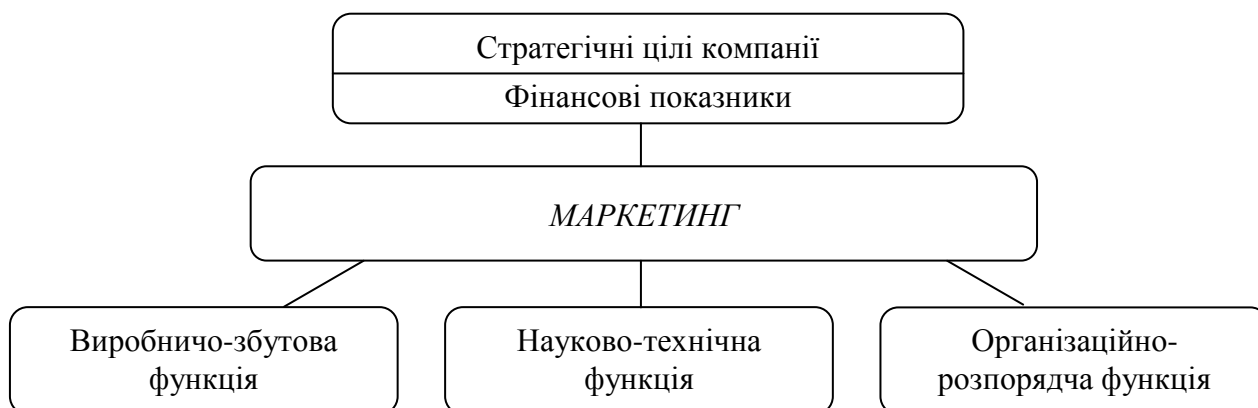 Стратегічні цілі компанії
Фінансові показники
МАРКЕТИНГ
Виробничо-збутова
функція
Науково-технічна
функція
Організаційно-
розпорядча функція